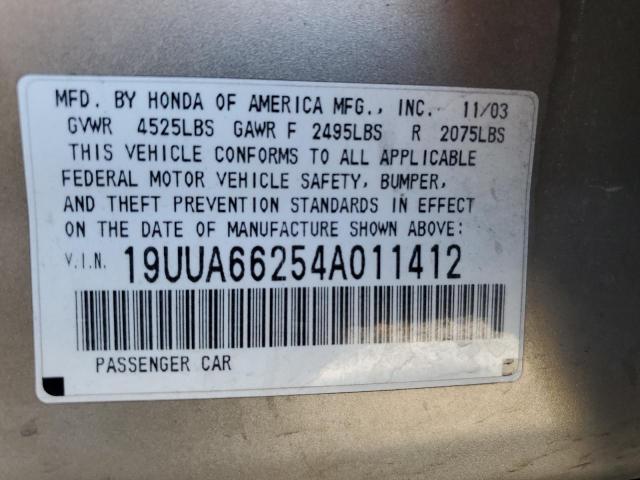 MFD. BY HONDA OF AMERICA MFG., INC. 11/03
GVWR 4525LBS GAWR F 2495LBS R 2075LBS
THIS VEHICLE CONFORMS TO ALL APPLICABLE
FEDERAL MOTOR VEHICLE SAFETY, BUMPER,
AND THEFT PREVENTION STANDARDS IN EFFECT
ON THE DATE OF MANUFACTURE SHOWN ABOVE:
V.I.N. 19UUA66254A011412
PASSENGER CAR